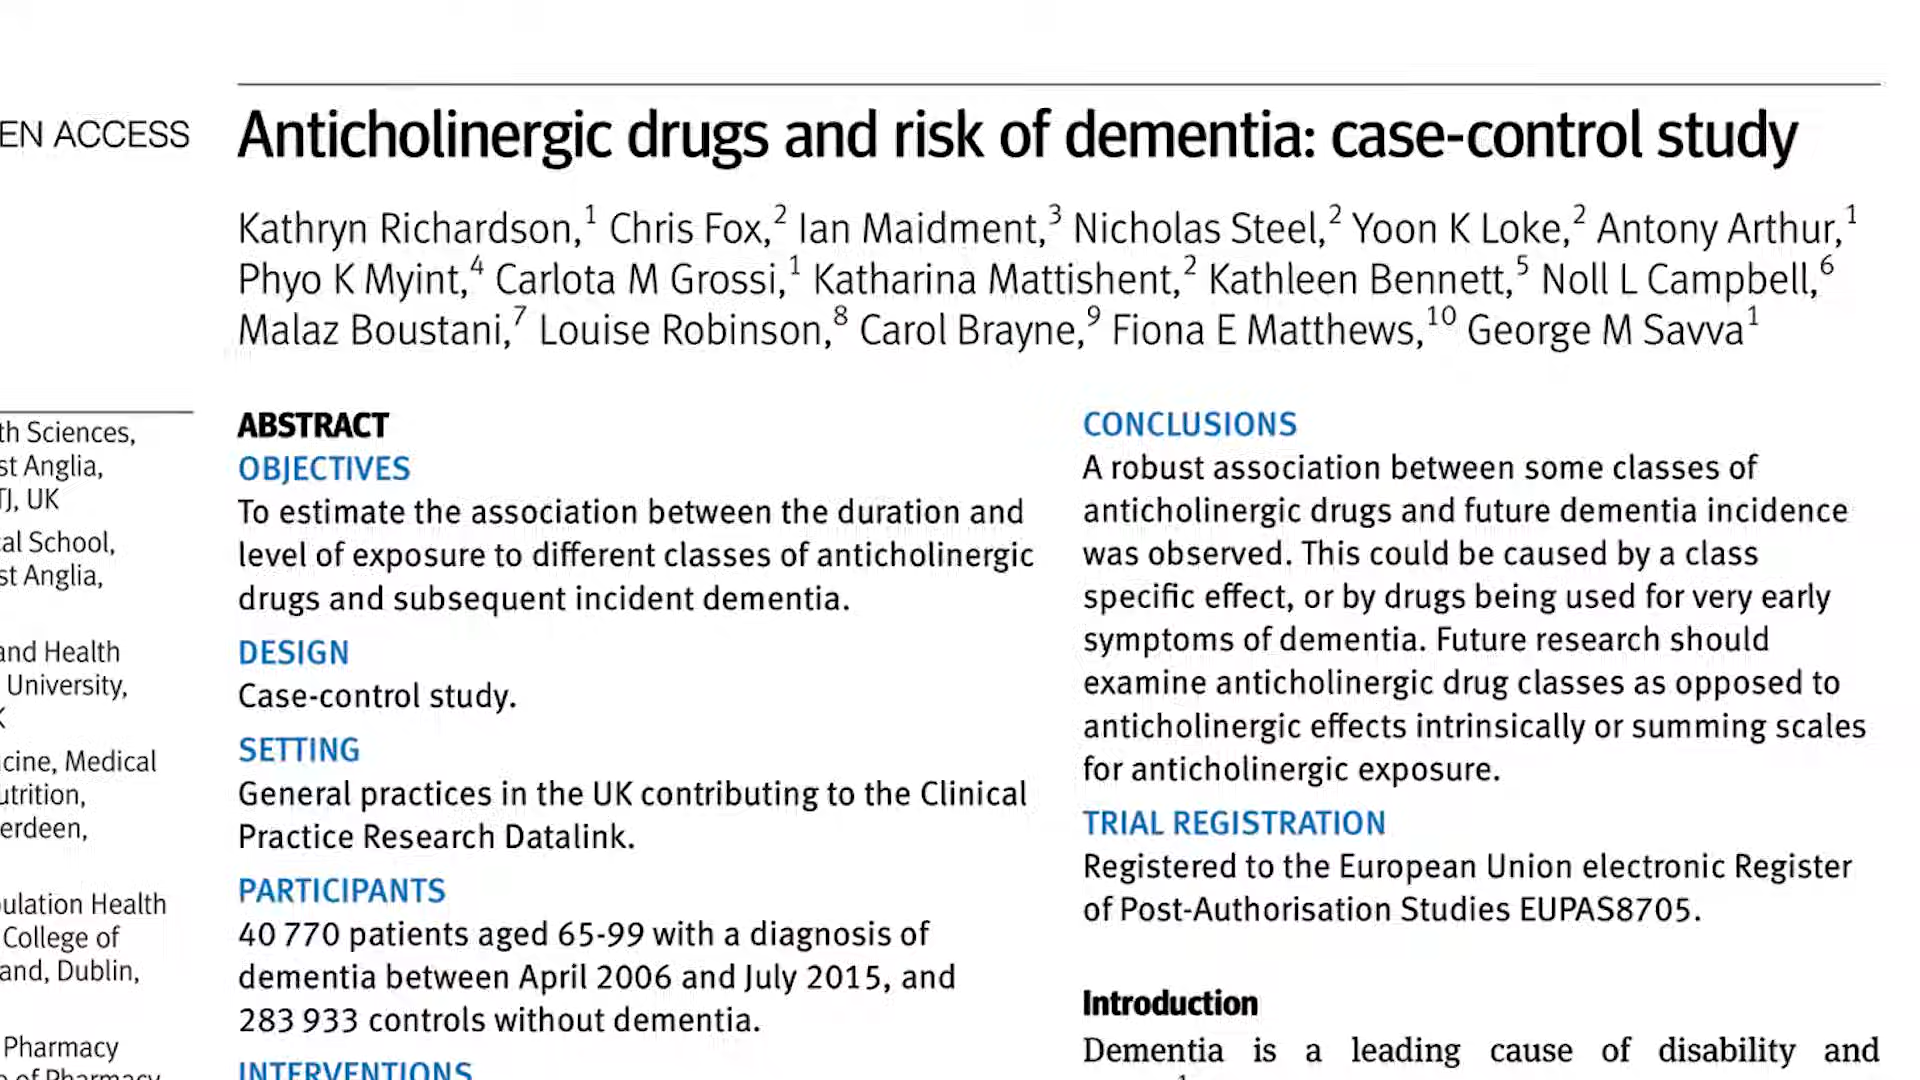 EN ACCESS
Anticholinergic drugs and risk of dementia: case-control study
Kathryn Richardson,1 Chris Fox,2 Ian Maidment,3 Nicholas Steel,2 Yoon K Loke,2 Antony Arthur,1
Phyo K Myint,4 Carlota M Grossi,1 Katharina Mattishent,2 Kathleen Bennett,5 Noll L Campbell,6
Malaz Boustani,7 Louise Robinson,8 Carol Brayne,9 Fiona E Matthews,10 George M Savva1
th Sciences,
st Anglia,
TJ, UK
cal School,
st Anglia,
and Health
University,
K
icine, Medical
utrition,
erdeen,
ulation Health
College of
and, Dublin,
Pharmacy
e of Pharmacy
ABSTRACT
OBJECTIVES
To estimate the association between the duration and
level of exposure to different classes of anticholinergic
drugs and subsequent incident dementia.
DESIGN
Case-control study.
SETTING
General practices in the UK contributing to the Clinical
Practice Research Datalink.
PARTICIPANTS
40 770 patients aged 65-99 with a diagnosis of
dementia between April 2006 and July 2015, and
283 933 controls without dementia.
INTERVENTIONS
CONCLUSIONS
A robust association between some classes of
anticholinergic drugs and future dementia incidence
was observed. This could be caused by a class
specific effect, or by drugs being used for very early
symptoms of dementia. Future research should
examine anticholinergic drug classes as opposed to
anticholinergic effects intrinsically or summing scales
for anticholinergic exposure.
TRIAL REGISTRATION
Registered to the European Union electronic Register
of Post-Authorisation Studies EUPAS8705.
Introduction
Dementia is a leading cause of disability and